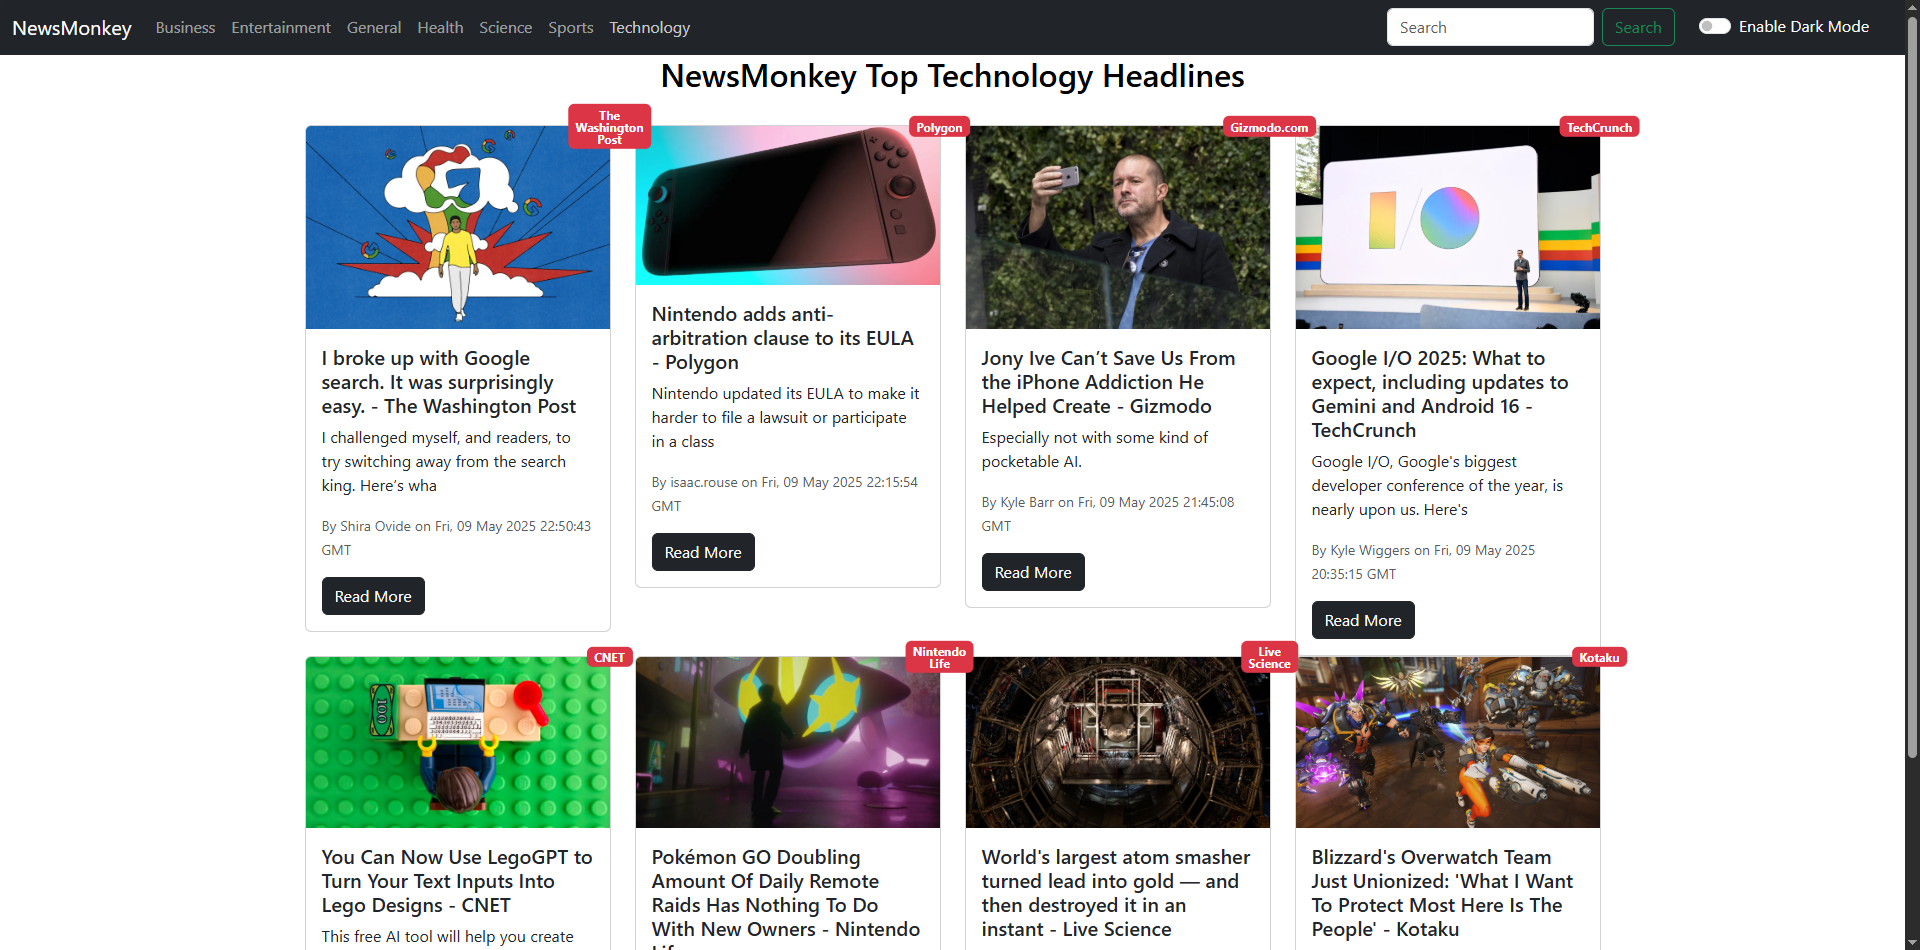 NewsMonkey Business Entertainment General Health Science Sports Technology Search Search Enable Dark Mode
NewsMonkey Top Technology Headlines
The
Washington
Post
I broke up with Google
search. It was surprisingly
easy. - The Washington Post
I challenged myself, and readers, to
try switching away from the search
king. Here’s wha
By Shira Ovide on Fri, 09 May 2025 22:50:43
GMT
Read More
Polygon
Nintendo adds anti-
arbitration clause to its EULA
- Polygon
Nintendo updated its EULA to make it
harder to file a lawsuit or participate
in a class
By isaac.rouse on Fri, 09 May 2025 22:15:54
GMT
Read More
Gizmodo.com
Jony Ive Can’t Save Us From
the iPhone Addiction He
Helped Create - Gizmodo
Especially not with some kind of
pocketable AI.
By Kyle Barr on Fri, 09 May 2025 21:45:08
GMT
Read More
TechCrunch
I/O
Google I/O 2025: What to
expect, including updates to
Gemini and Android 16 -
TechCrunch
Google I/O, Google's biggest
developer conference of the year, is
nearly upon us. Here's
By Kyle Wiggers on Fri, 09 May 2025
20:35:15 GMT
Read More
CNET
100
You Can Now Use LegoGPT to
Turn Your Text Inputs Into
Lego Designs - CNET
This free AI tool will help you create
Nintendo
Life
Pokémon GO Doubling
Amount Of Daily Remote
Raids Has Nothing To Do
With New Owners - Nintendo
Live
Science
World's largest atom smasher
turned lead into gold — and
then destroyed it in an
instant - Live Science
Kotaku
Blizzard's Overwatch Team
Just Unionized: 'What I Want
To Protect Most Here Is The
People' - Kotaku